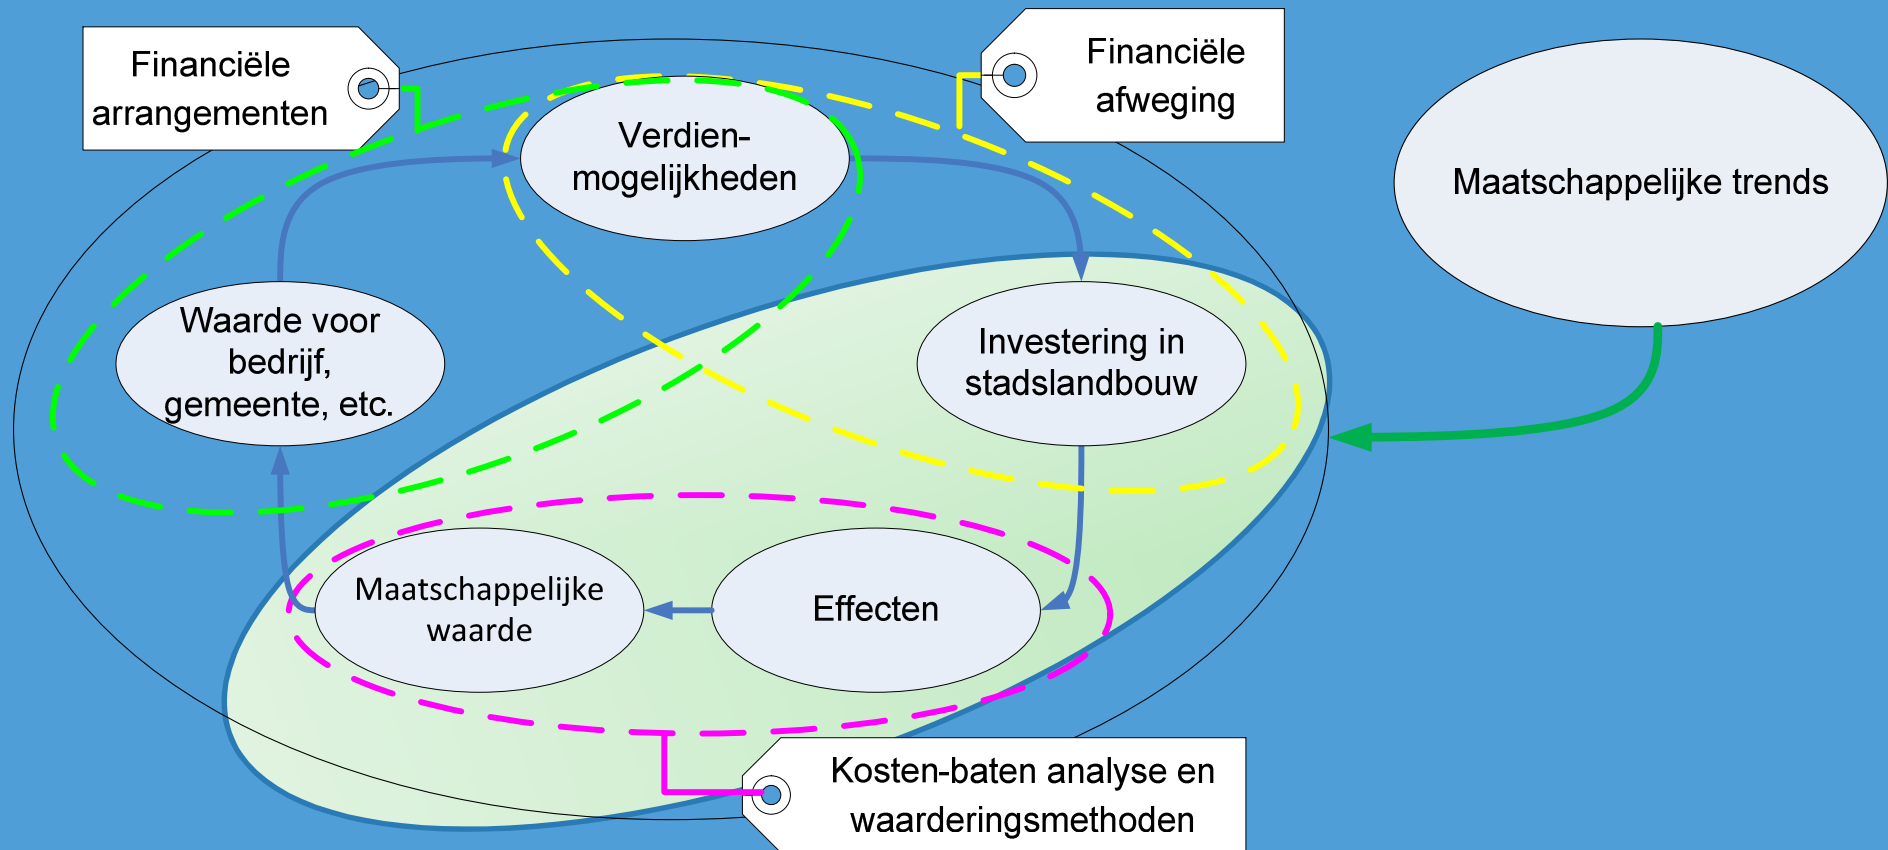 Financiële
arrangementen
Financiële
afweging
Verdien-
mogelijkheden
Maatschappelijke trends
Waarde voor
bedrijf,
gemeente, etc.
Investering in
stadslandbouw
Maatschappelijke
waarde
Effecten
Kosten-baten analyse en
waarderingsmethoden